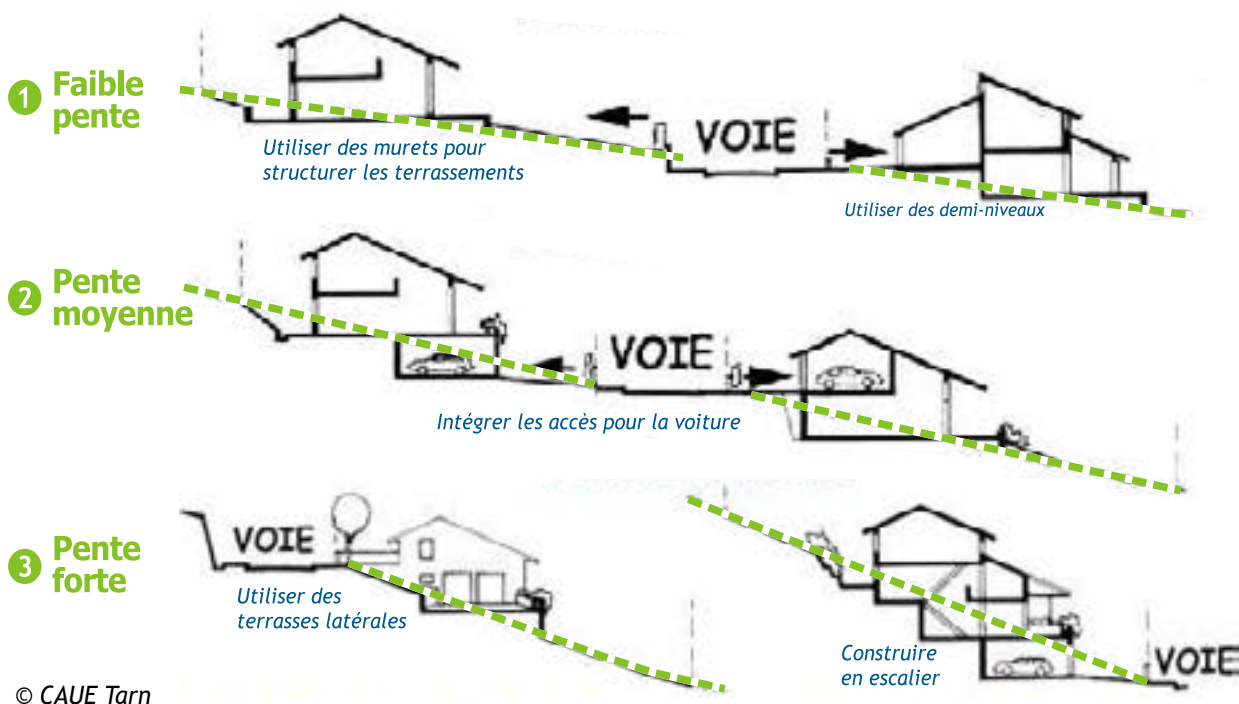 1 Faible
pente
Utiliser des murets pour
structurer les terrassements
VOIE
Utiliser des demi-niveaux
2 Pente
moyenne
VOIE
Intégrer les accès pour la voiture
3 Pente
forte
VOIE
Utiliser des
terrasses latérales
Construire
en escalier
VOIE
© CAUE Tarn